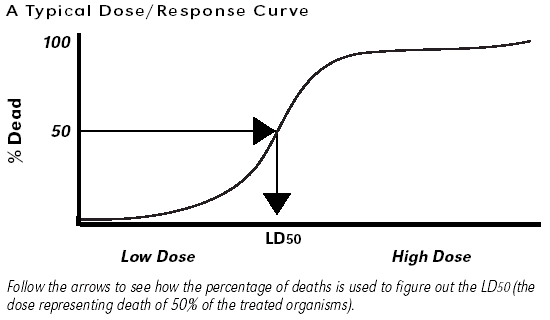 A Typical Dose/Response Curve
100
50
% Dead
LD50
Low Dose
High Dose
Follow the arrows to see how the percentage of deaths is used to figure out the LD50 (the
dose representing death of 50% of the treated organisms).